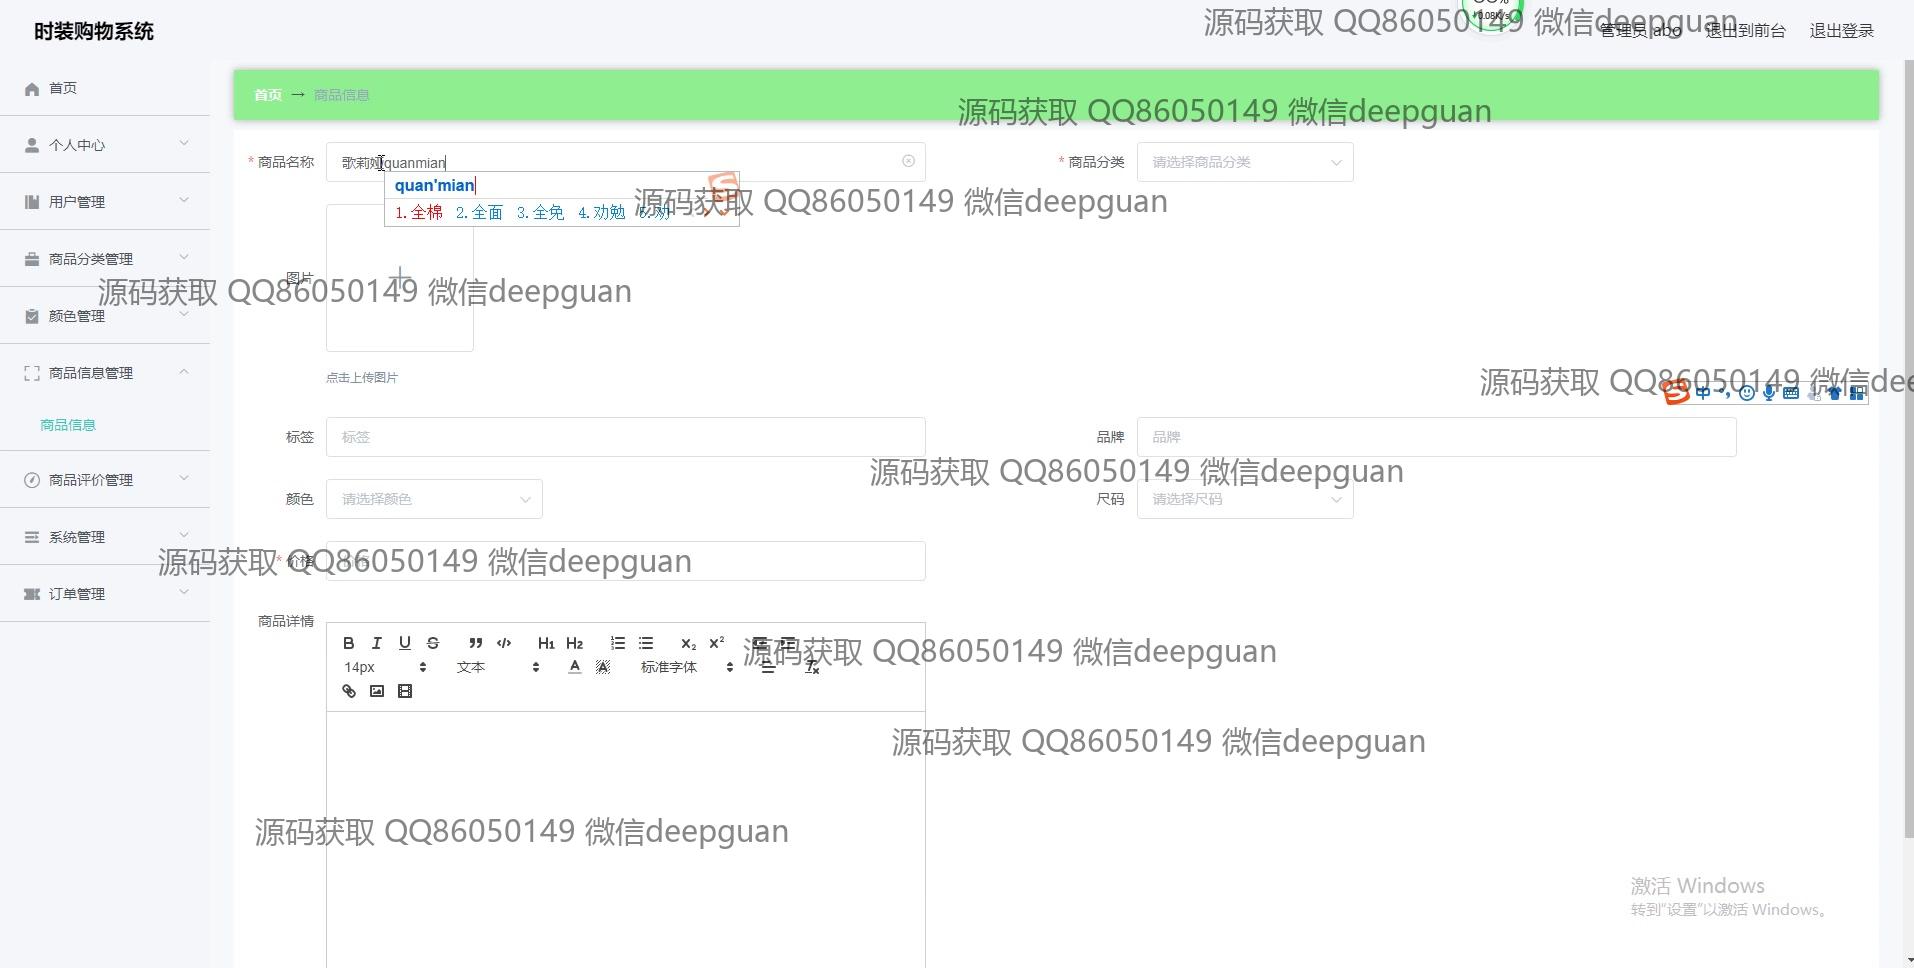 时装购物系统
源码获取 QQ86050149 微信deepguan
管理员 abo 退出到前台 退出登录
首页
首页 → 商品信息
源码获取 QQ86050149 微信deepguan
个人中心
* 商品名称 歌莉娅quanmian
* 商品分类 请选择商品分类
quan'mian
1.全棉 2.全面 3.全免 4.劝勉 5.劝
用户管理
源码获取 QQ86050149 微信deepguan
商品分类管理
图片
源码获取 QQ86050149 微信deepguan
颜色管理
商品信息管理
点击上传图片
源码获取 QQ86050149 微信dee
中
商品信息
标签 标签
品牌 品牌
源码获取 QQ86050149 微信deepguan
商品评价管理
颜色 请选择颜色
尺码 请选择尺码
系统管理
* 价格
源码获取 QQ86050149 微信deepguan
订单管理
商品详情
B I U S H1 H2 X2 X2
源码获取 QQ86050149 微信deepguan
14px 文本 A A 标准字体 Tx
源码获取 QQ86050149 微信deepguan
源码获取 QQ86050149 微信deepguan
激活 Windows
转到“设置”以激活 Windows。